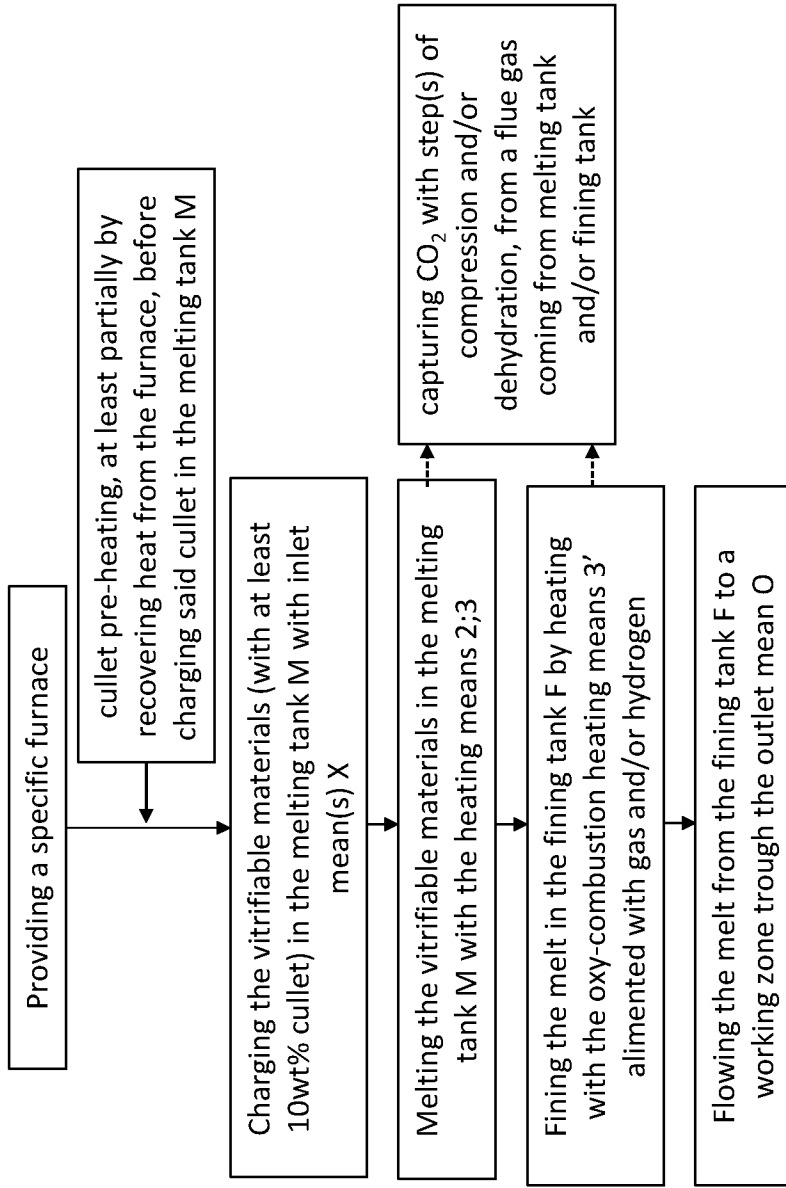 Providing a specific furnace
cullet pre-heating, at least partially by
recovering heat from the furnace, before
charging said cullet in the melting tank M
Charging the vitrifiable materials (with at least
10wt% cullet) in the melting tank M with inlet
mean(s) X
Melting the vitrifiable materials in the melting
tank M with the heating means 2;3
capturing CO₂ with step(s) of
compression and/or
dehydration, from a flue gas
coming from melting tank
and/or fining tank
Fining the melt in the fining tank F by heating
with the oxy-combustion heating means 3’
alimented with gas and/or hydrogen
Flowing the melt from the fining tank F to a
working zone trough the outlet mean O